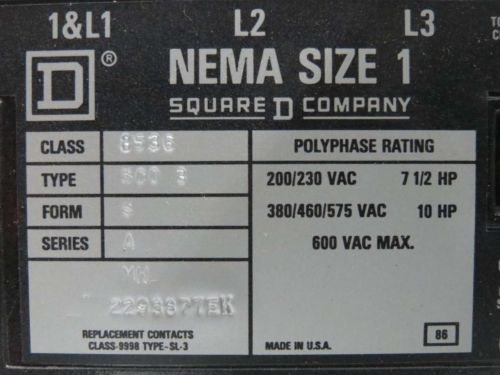 1&L1 L2 L3
D ® NEMA SIZE 1
SQUARE D COMPANY
CLASS 8536
TYPE
FORM S
SERIES A
POLYPHASE RATING
200/230 VAC 7 1/2 HP
380/460/575 VAC 10 HP
600 VAC MAX.
REPLACEMENT CONTACTS
CLASS-9998 TYPE-SL-3
MADE IN U.S.A.
86